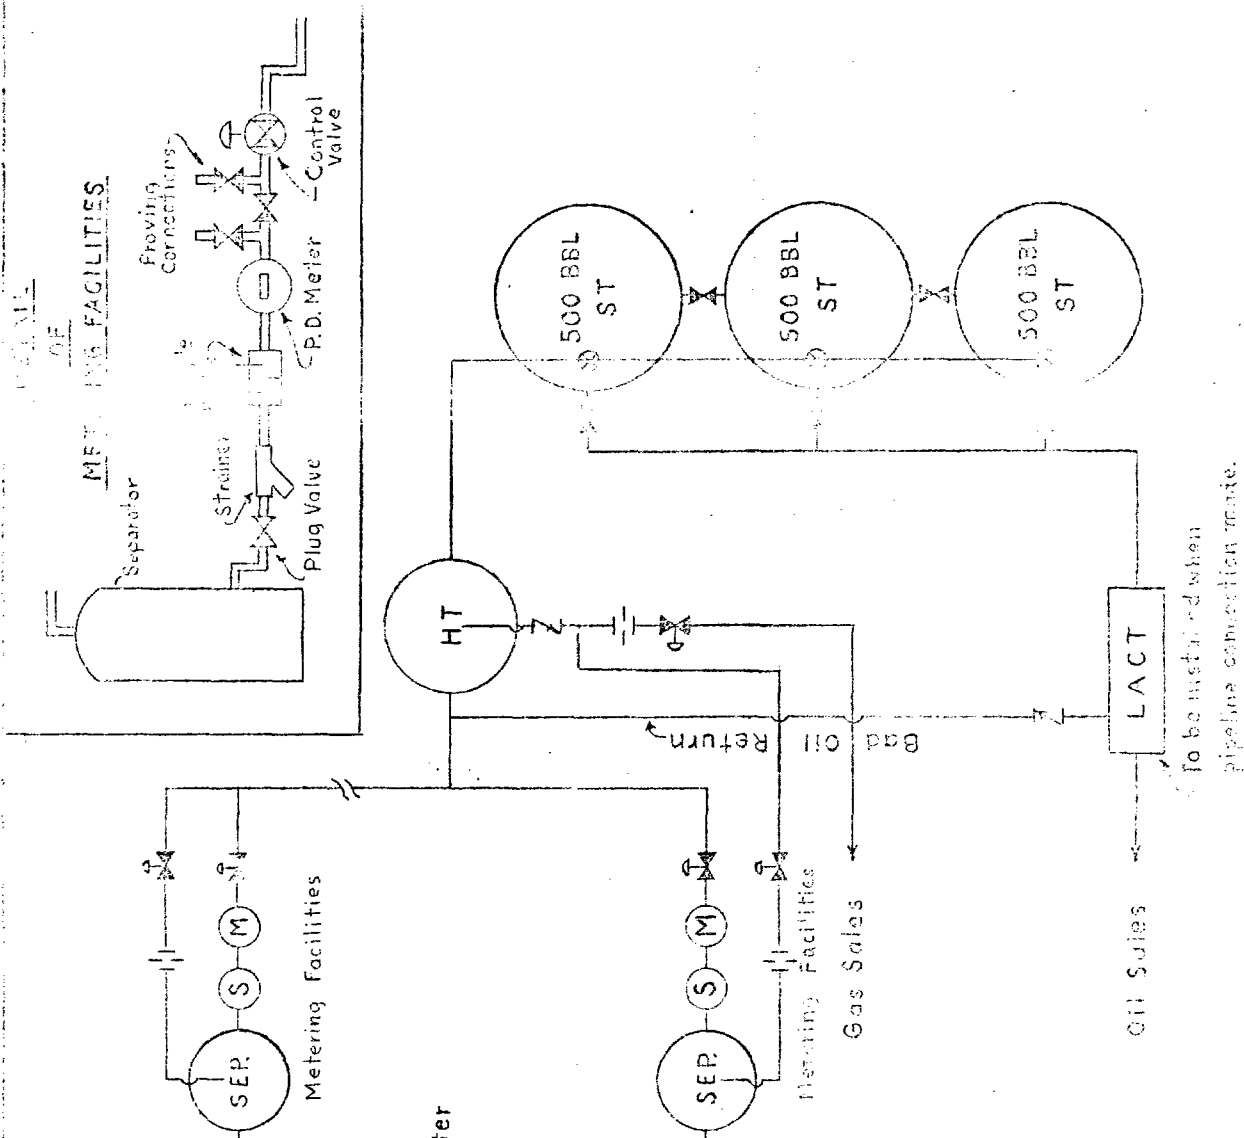 OF
FACILITIES
Separator
Strainer
Plug Valve
P.D. Meter
Proving
Connections
Control
Valve
500 BBL
ST
500 BBL
ST
500 BBL
ST
HT
LACT
To be installed when
pipeline connection made.
Bad Oil Return
SEP.
S
M
Metering Facilities
SEP.
S
M
Metering Facilities
Gas Sales
Oil Sales